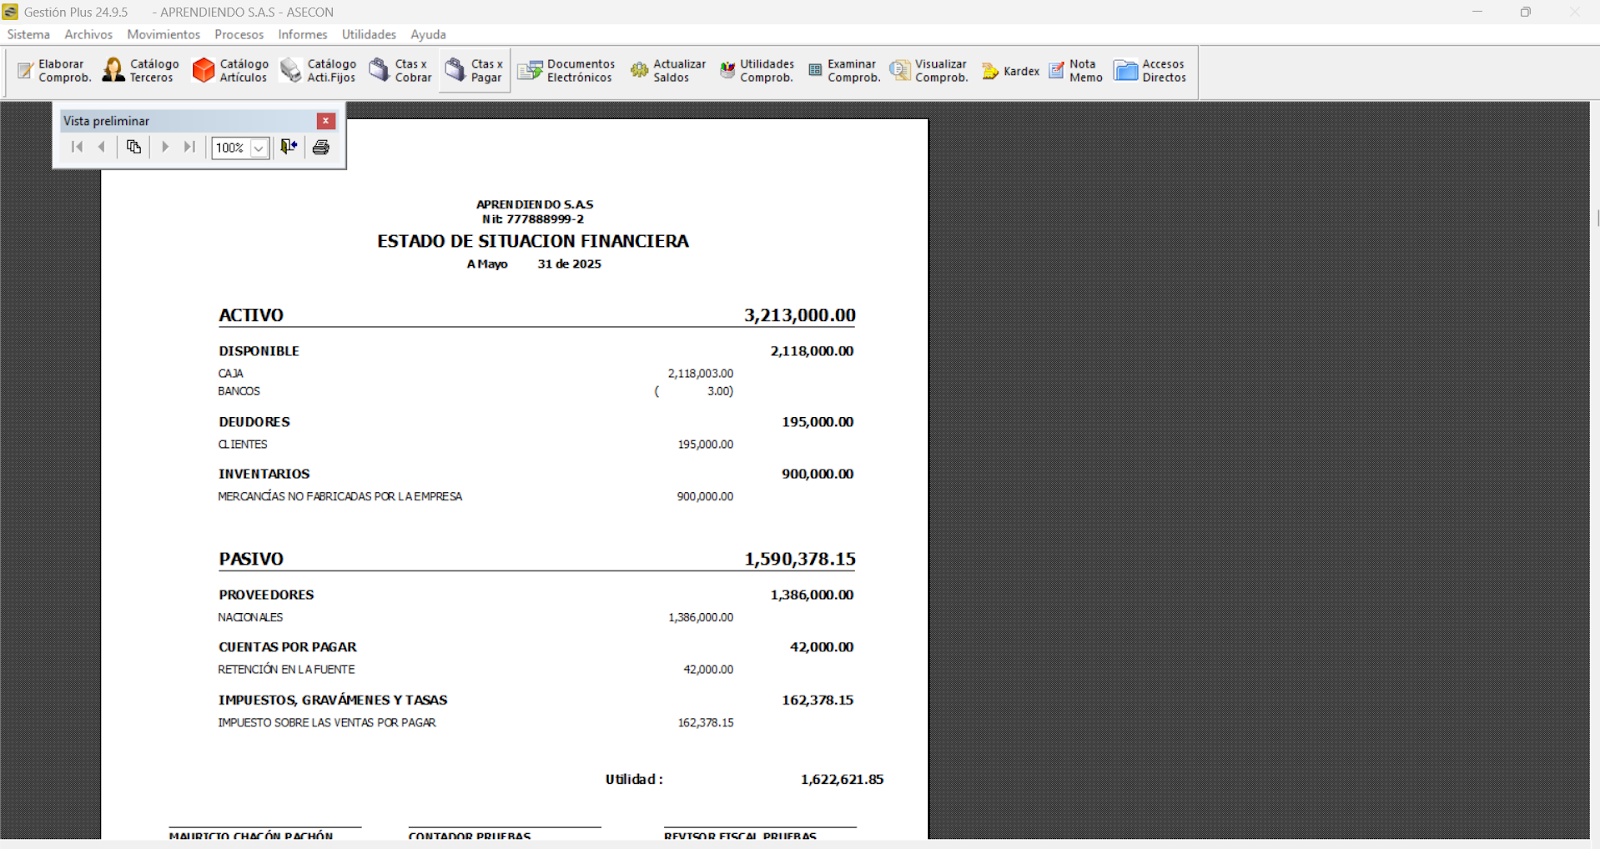 Gestión Plus 24.9.5 - APRENDIENDO S.A.S - ASECON
Sistema Archivos Movimientos Procesos Informes Utilidades Ayuda
Elaborar Comprob.
Catálogo Terceros
Catálogo Artículos
Catálogo Acti.Fijos
Ctas x Cobrar
Ctas x Pagar
Documentos Electrónicos
Actualizar Saldos
Utilidades Comprob.
Examinar Comprob.
Visualizar Comprob.
Kardex
Nota Memo
Accesos Directos
Vista preliminar x
100%
APRENDIENDO S.A.S
Nit: 777888999-2
ESTADO DE SITUACION FINANCIERA
A Mayo 31 de 2025
ACTIVO 3,213,000.00
DISPONIBLE 2,118,000.00
CAJA 2,118,003.00
BANCOS ( 3.00)
DEUDORES 195,000.00
CLIENTES 195,000.00
INVENTARIOS 900,000.00
MERCANCÍAS NO FABRICADAS POR LA EMPRESA 900,000.00
PASIVO 1,590,378.15
PROVEEDORES 1,386,000.00
NACIONALES 1,386,000.00
CUENTAS POR PAGAR 42,000.00
RETENCIÓN EN LA FUENTE 42,000.00
IMPUESTOS, GRAVÁMENES Y TASAS 162,378.15
IMPUESTO SOBRE LAS VENTAS POR PAGAR 162,378.15
Utilidad : 1,622,621.85
MAURICIO CHACÓN PACHÓN CONTADOR PRUEBAS REVISOR FISCAL PRUEBAS